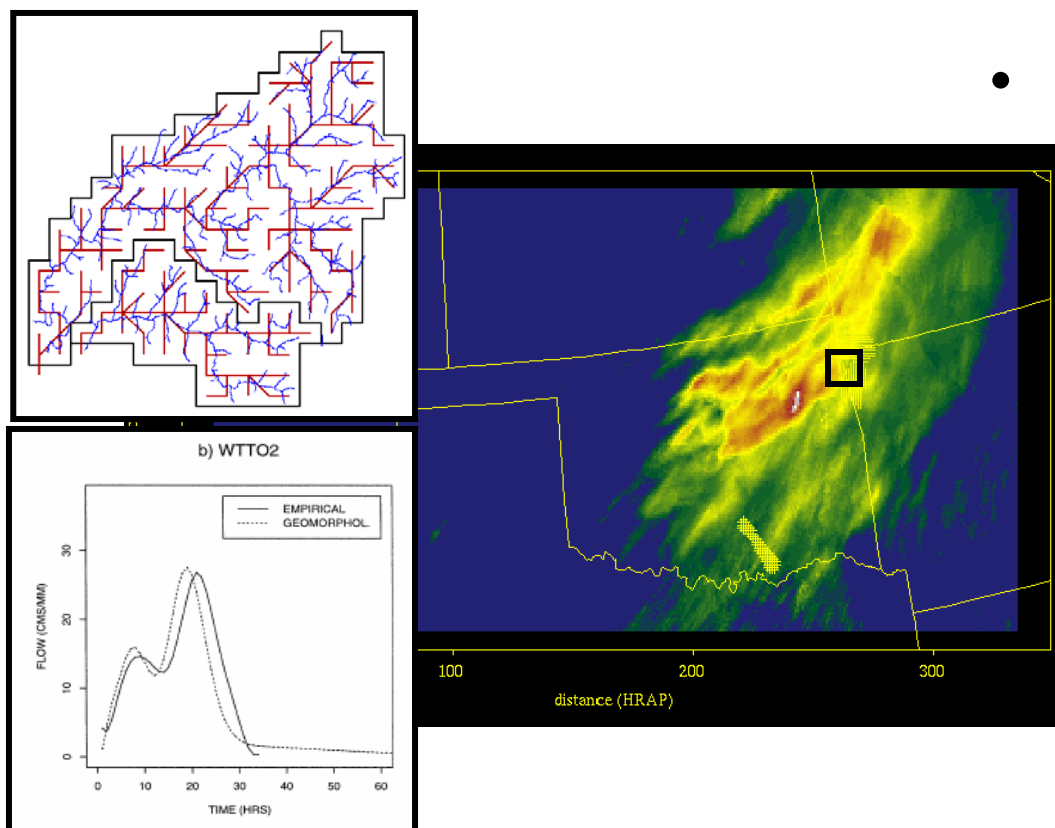 b) WTTO2
EMPIRICAL
GEOMORPHOL.
FLOW (CMS/MM)
30
20
10
0
0 10 20 30 40 50 60
TIME (HRS)
100 200 300
distance (HRAP)